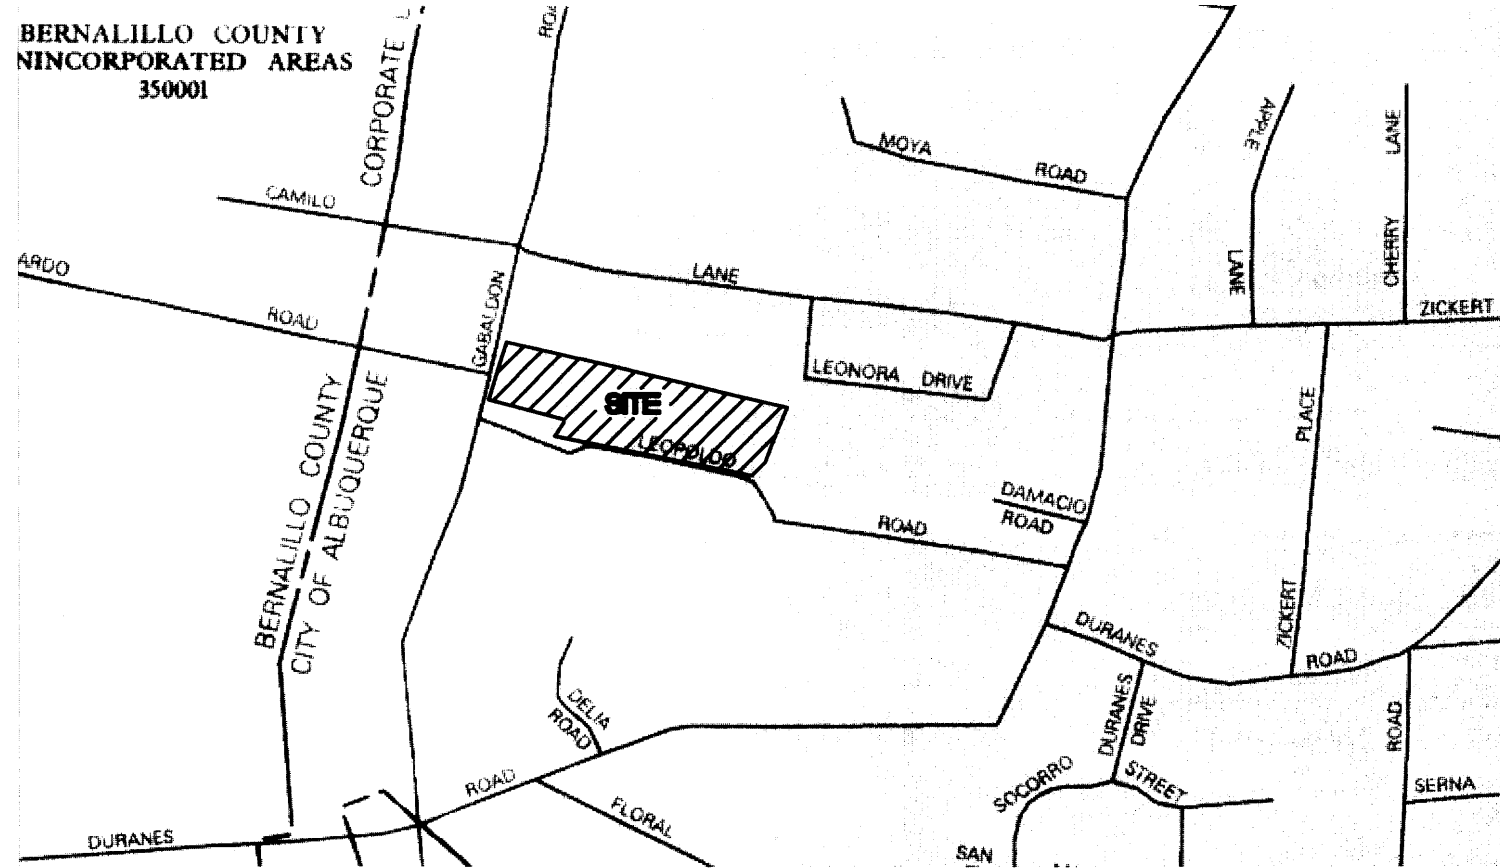 BERNALILLO COUNTY
NINCORPORATED AREAS
350001
CORPORATE L
ROA
MOYA ROAD
APPLE LANE
CHERRY LANE
CAMILO LANE
ARDO ROAD
GABALDON
ZICKERT
LEONORA DRIVE
SITE
LEOPOLDO ROAD
DAMACIO
ROAD
ZICKERT PLACE
BERNALILLO COUNTY
CITY OF ALBUQUERQUE
DURANES ROAD
DELIA
ROAD
DURANES
DRIVE
ROAD
SOCORRO STREET
SERNA
DURANES ROAD
FLORAL
SAN